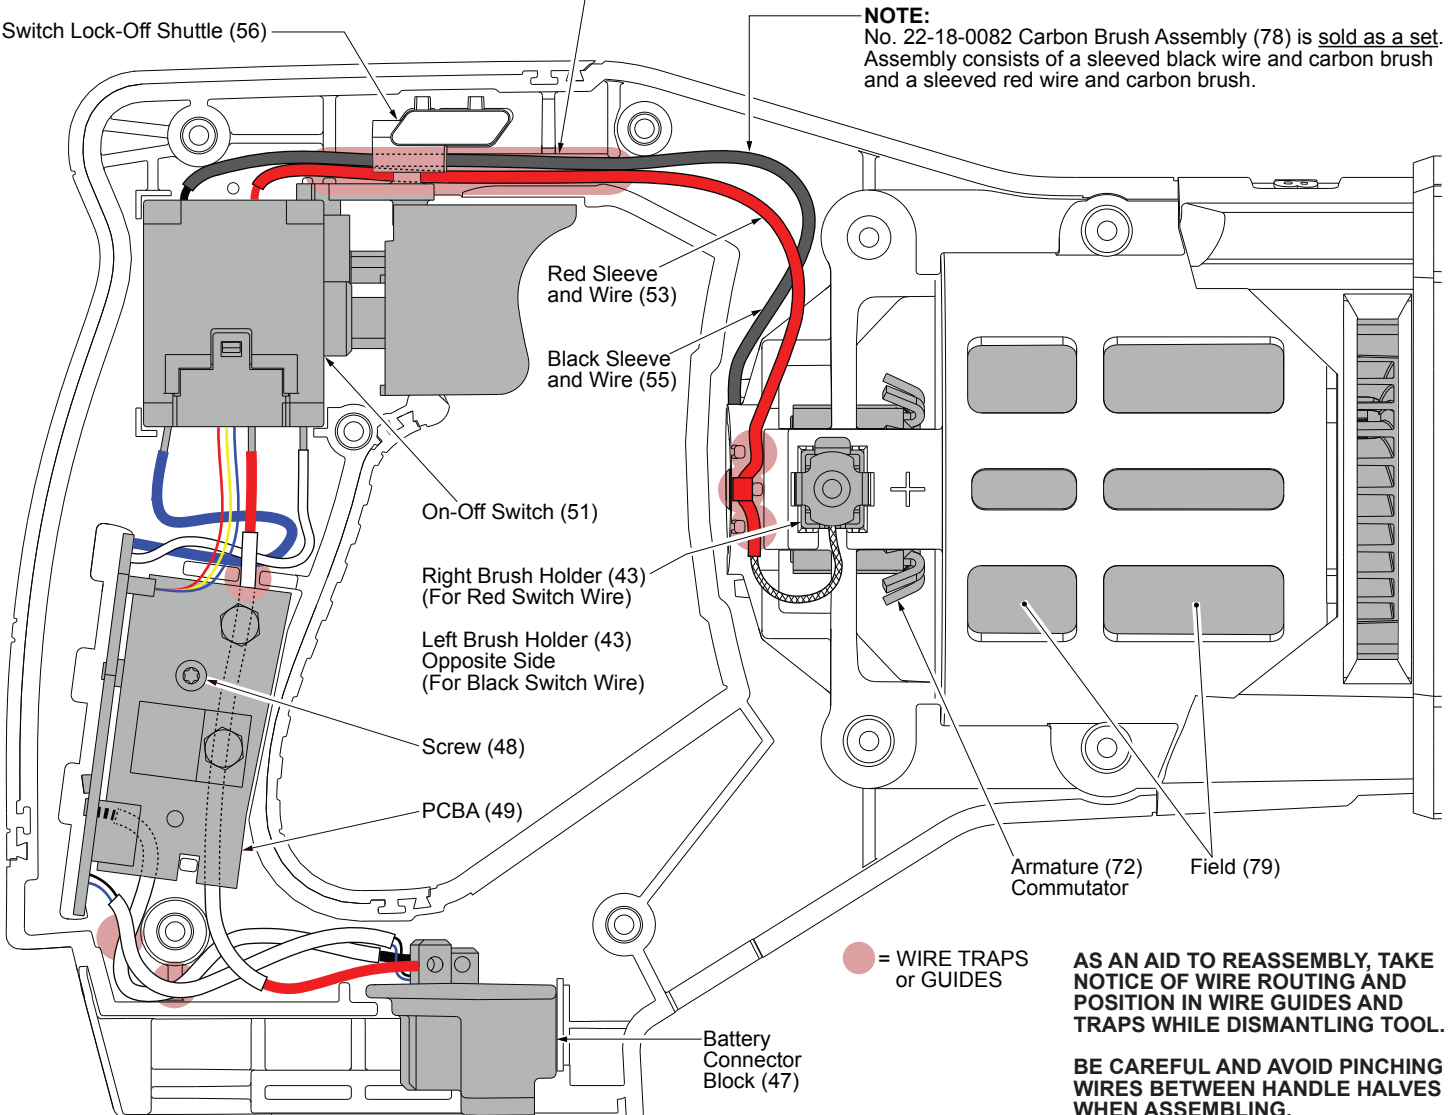 Switch Lock-Off Shuttle (56)
NOTE:
No. 22-18-0082 Carbon Brush Assembly (78) is sold as a set.
Assembly consists of a sleeved black wire and carbon brush
and a sleeved red wire and carbon brush.
Red Sleeve
and Wire (53)
Black Sleeve
and Wire (55)
On-Off Switch (51)
Right Brush Holder (43)
(For Red Switch Wire)
Left Brush Holder (43)
Opposite Side
(For Black Switch Wire)
Screw (48)
PCBA (49)
Armature (72)
Commutator
Field (79)
= WIRE TRAPS
or GUIDES
Battery
Connector
Block (47)
AS AN AID TO REASSEMBLY, TAKE
NOTICE OF WIRE ROUTING AND
POSITION IN WIRE GUIDES AND
TRAPS WHILE DISMANTLING TOOL.
BE CAREFUL AND AVOID PINCHING
WIRES BETWEEN HANDLE HALVES
WHEN ASSEMBLING.